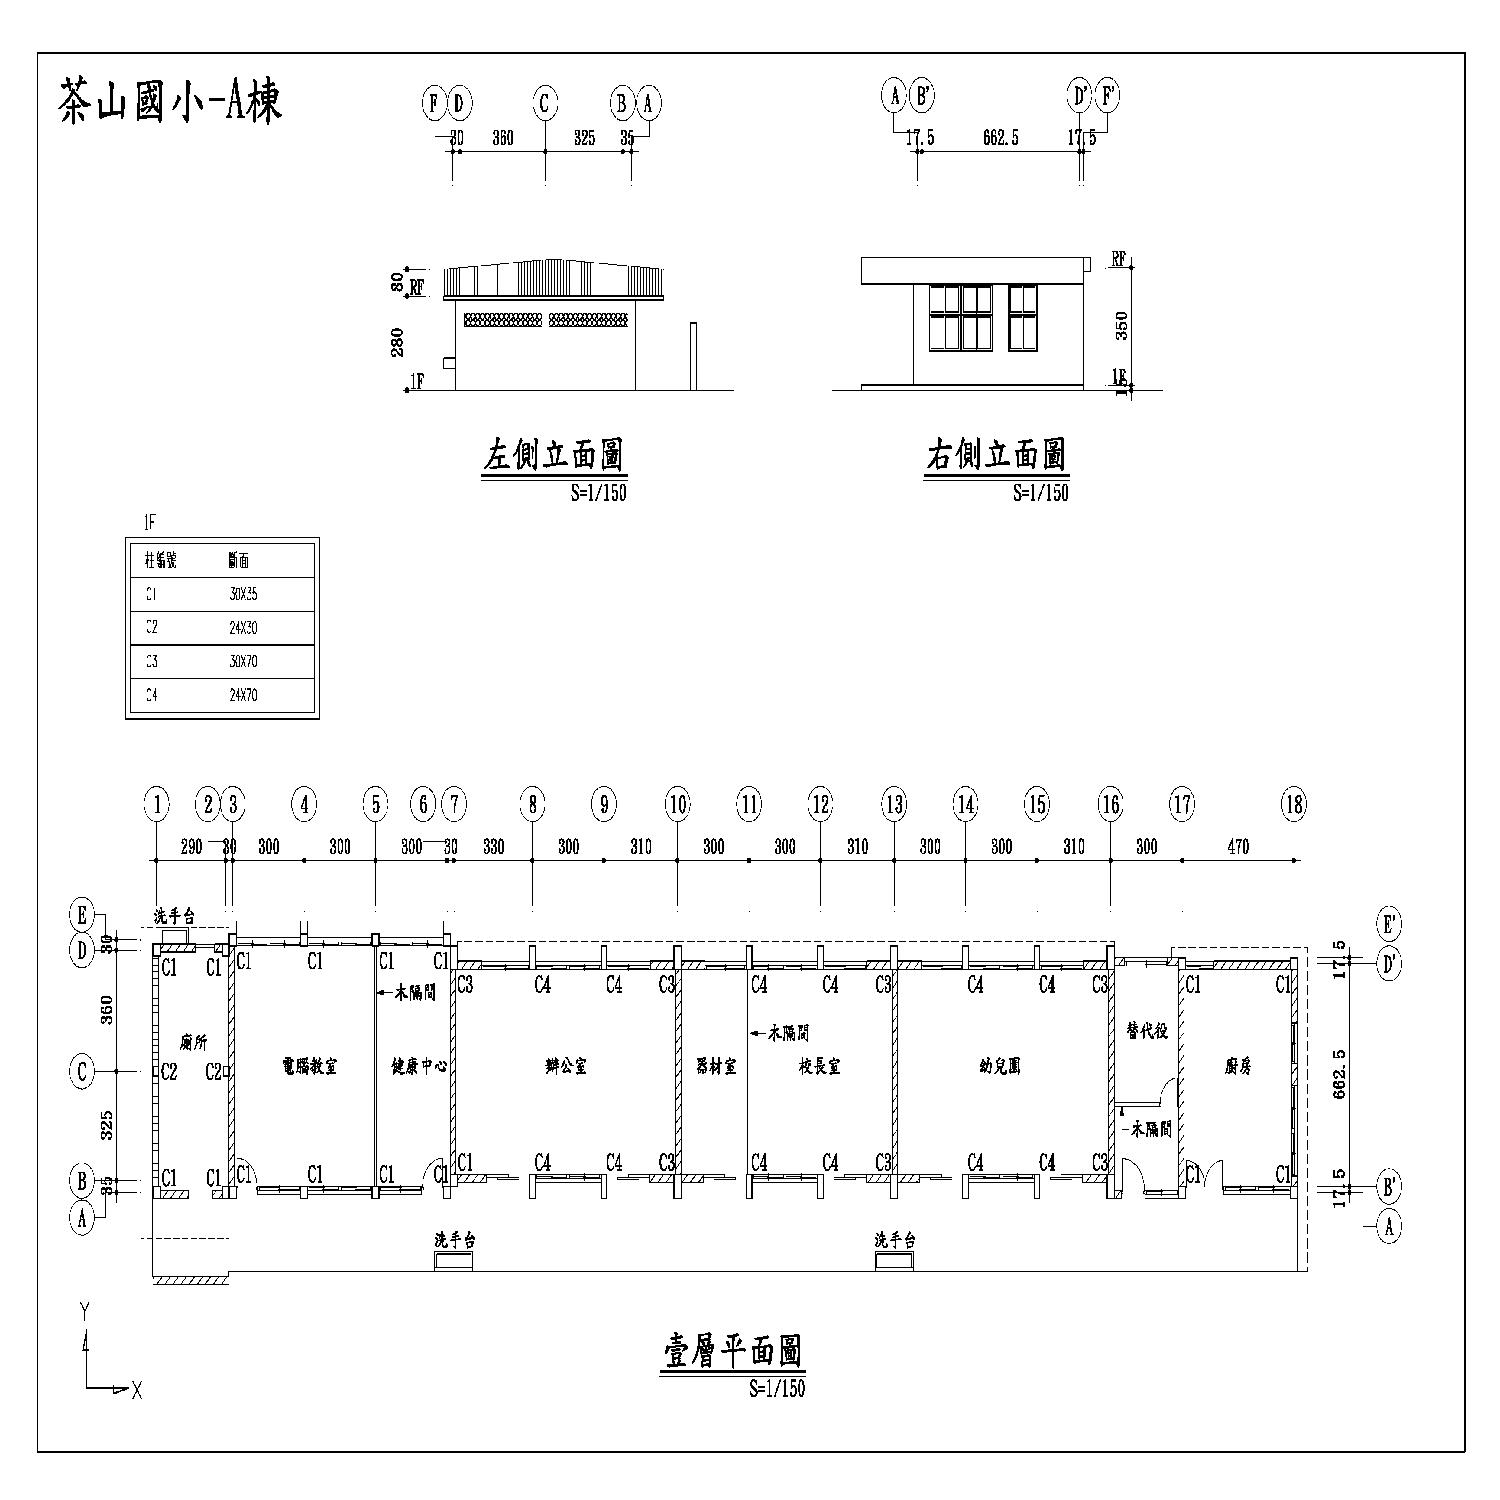 茶山國小-A棟
F D C B A
30 360 325 35
80
RF
280
1F
左側立面圖
S=1/150
A B' D' F'
17.5 662.5 17.5
RF
350
1F
右側立面圖
S=1/150
1F
柱編號 斷面
C1 30X35
C2 24X30
C3 30X70
C4 24X70
1 2 3 4 5 6 7 8 9 10 11 12 13 14 15 16 17 18
290 30 300 300 300 30 330 300 310 300 300 310 300 300 310 300 470
E
D
C
B
A
30
360
325
35
E'
D'
B'
A
17.5
662.5
17.5
洗手台
C1 C1 C1 C1 C1 C1 C3 C4 C4 C3 C4 C4 C3 C4 C4 C3 C1 C1
木隔間
木隔間
廁所 電腦教室 健康中心 辦公室 器材室 校長室 幼兒園 替代役 廚房
C2 C2
木隔間
C1 C1 C1 C1 C1 C1 C1 C4 C4 C3 C4 C4 C3 C4 C4 C3 C1 C1
洗手台 洗手台
Y
X
壹層平面圖
S=1/150